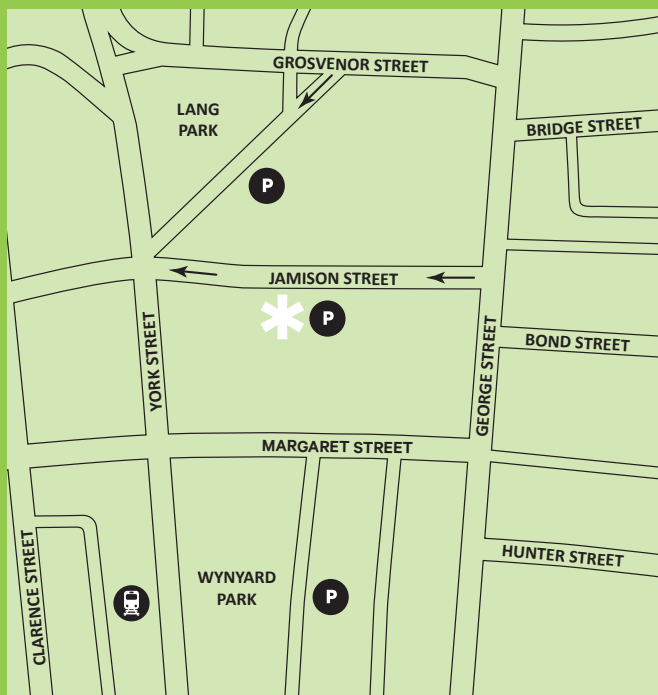 GROSVENOR STREET
LANG
PARK
BRIDGE STREET
P
JAMISON STREET
P
YORK STREET
GEORGE STREET
BOND STREET
MARGARET STREET
CLARENCE STREET
HUNTER STREET
WYNYARD
PARK
P